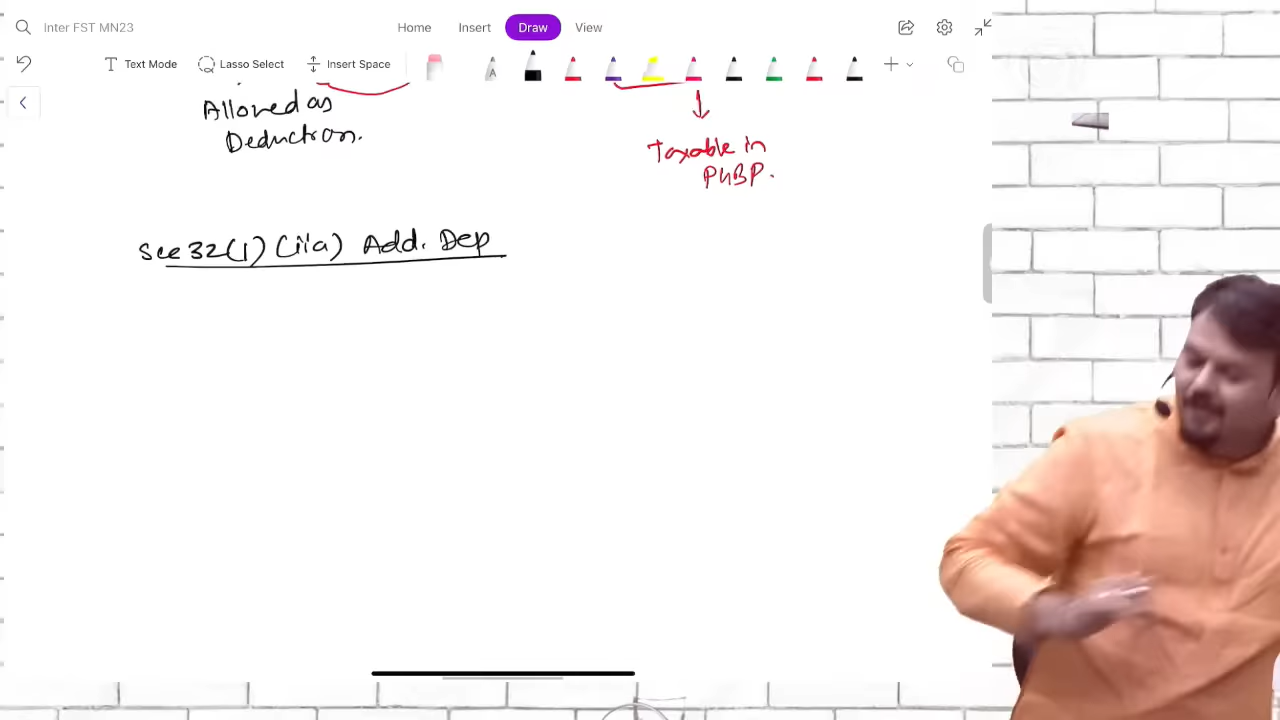 Inter FST MN23
Home Insert Draw View
Text Mode Lasso Select Insert Space
A
Allowed as
Deduction.
Taxable in
PHBP.
Sec 32(1) (iia) Add. Dep